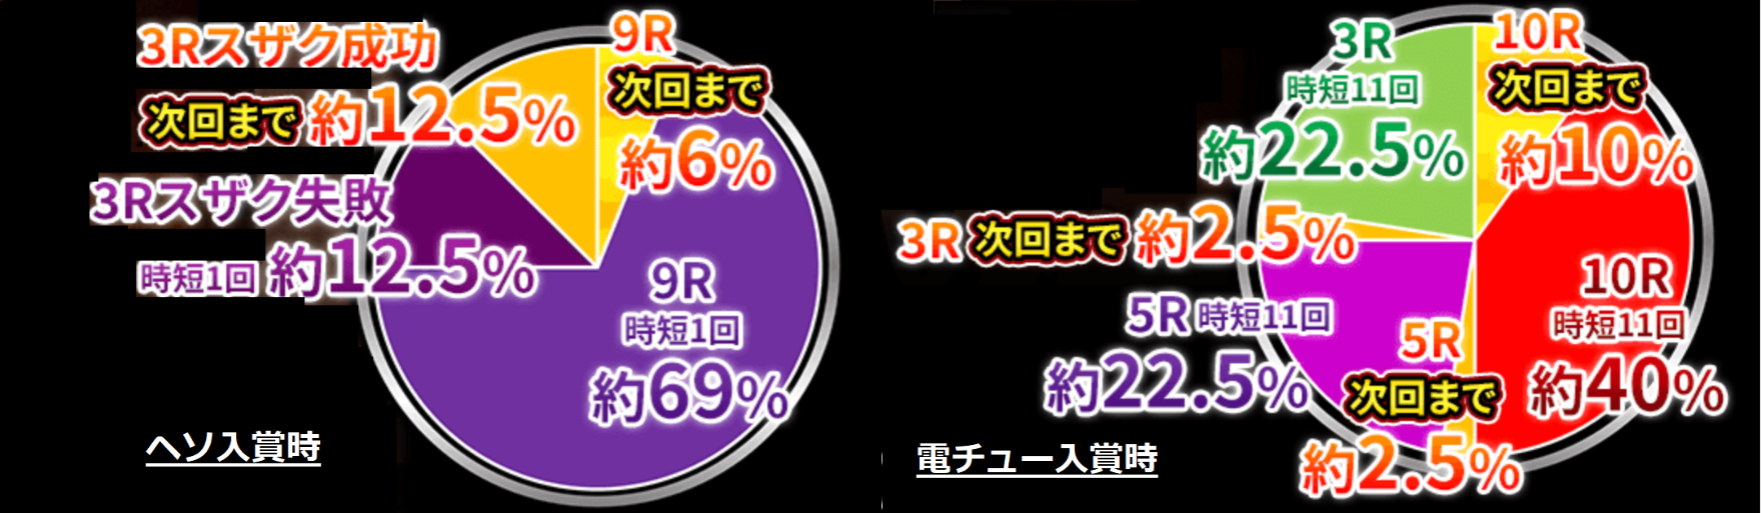 3Rスザク成功
次回まで 約12.5%
3Rスザク失敗
時短1回 約12.5%
9R
次回まで
約6%
9R
時短1回
約69%
ヘソ入賞時
3R
時短11回
約22.5%
10R
次回まで
約10%
3R 次回まで 約2.5%
5R 時短11回
約22.5%
5R
次回まで
約2.5%
10R
時短11回
約40%
電チュー入賞時